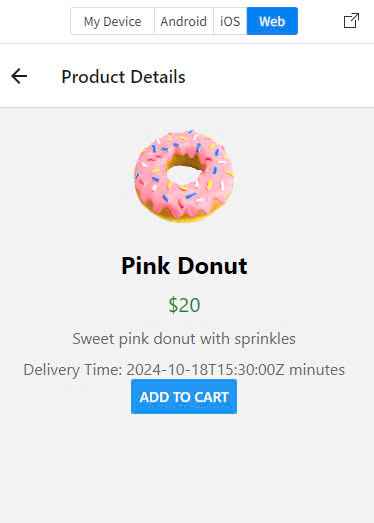 My Device Android iOS Web
Product Details
Pink Donut
$20
Sweet pink donut with sprinkles
Delivery Time: 2024-10-18T15:30:00Z minutes
ADD TO CART